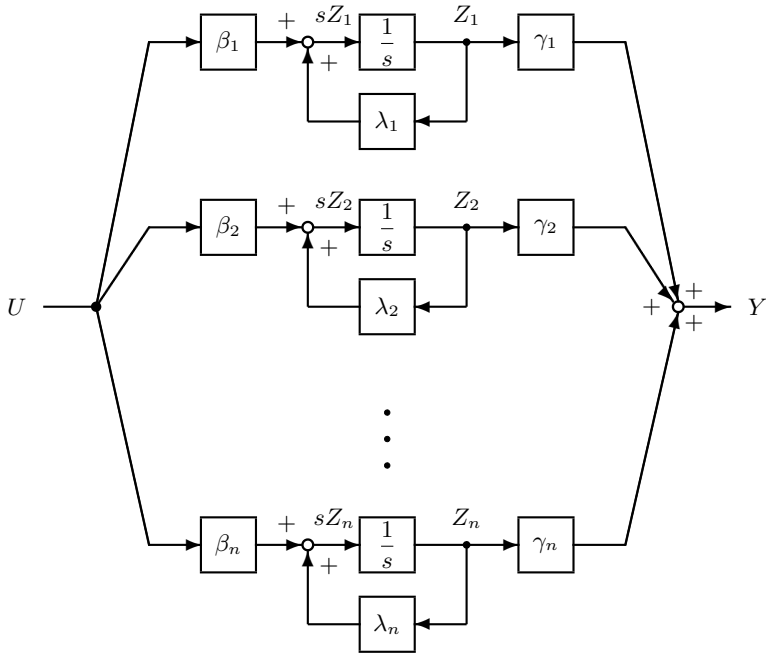 sZ₁ Z₁
β₁ + + 1/s γ₁
λ₁
sZ₂ Z₂
β₂ + + 1/s γ₂
λ₂
U + + + Y
sZₙ Zₙ
βₙ + + 1/s γₙ
λₙ